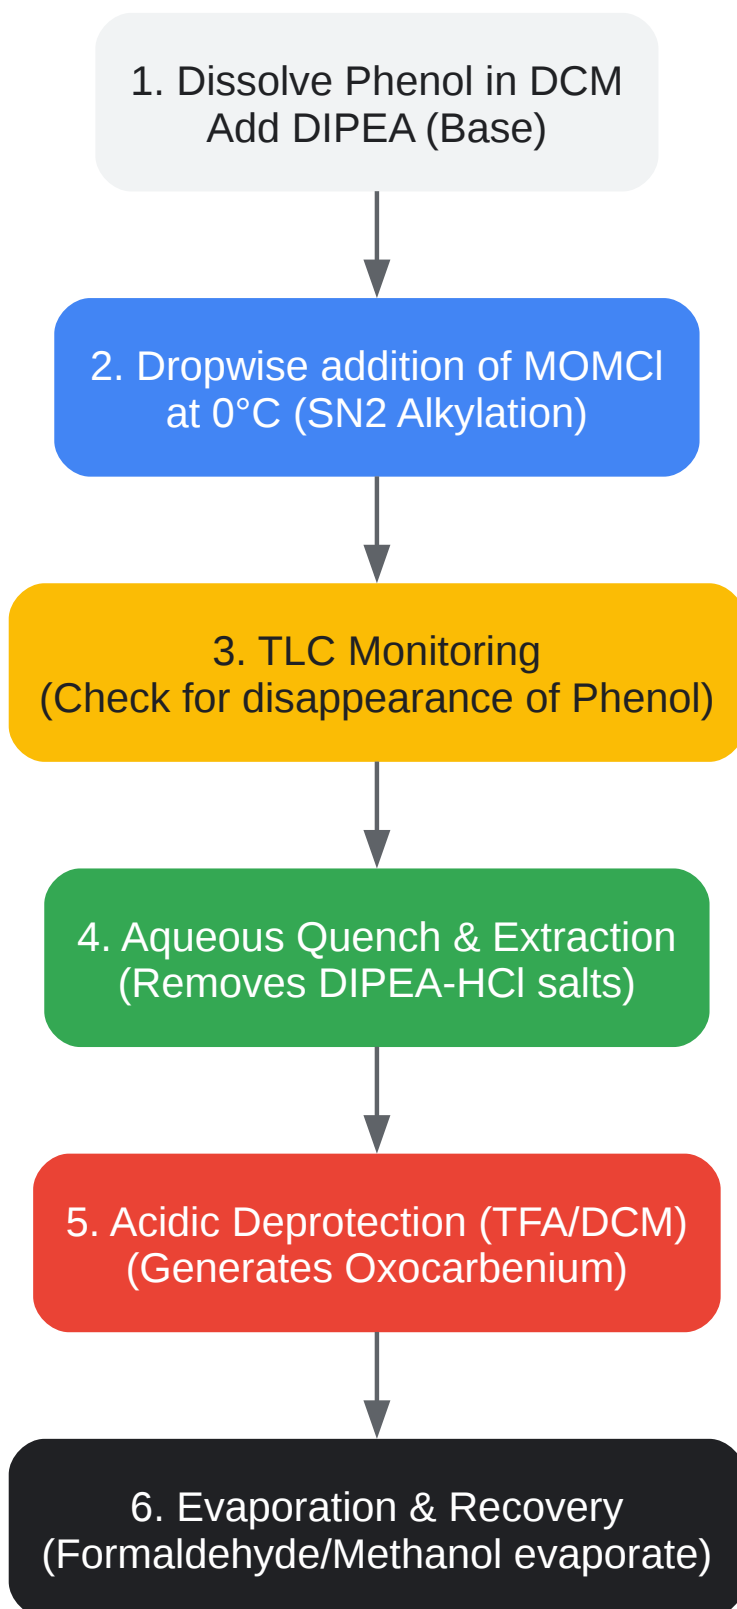 1. Dissolve Phenol in DCM
Add DIPEA (Base)
2. Dropwise addition of MOMCl
at 0°C (SN2 Alkylation)
3. TLC Monitoring
(Check for disappearance of Phenol)
4. Aqueous Quench & Extraction
(Removes DIPEA-HCl salts)
5. Acidic Deprotection (TFA/DCM)
(Generates Oxocarbenium)
6. Evaporation & Recovery
(Formaldehyde/Methanol evaporate)